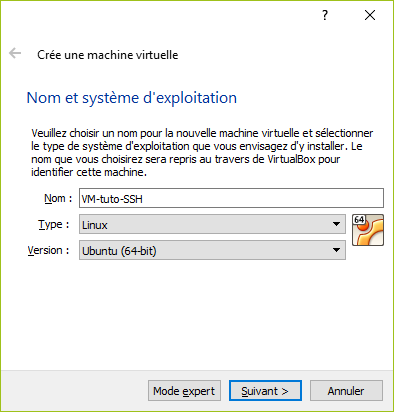 ?
Crée une machine virtuelle
Nom et système d'exploitation
Veuillez choisir un nom pour la nouvelle machine virtuelle et sélectionner
le type de système d'exploitation que vous envisagez d'y installer. Le
nom que vous choisirez sera repris au travers de VirtualBox pour
identifier cette machine.
Nom : VM-tuto-SSH
Type : Linux
64
Version : Ubuntu (64-bit)
Mode expert Suivant > Annuler